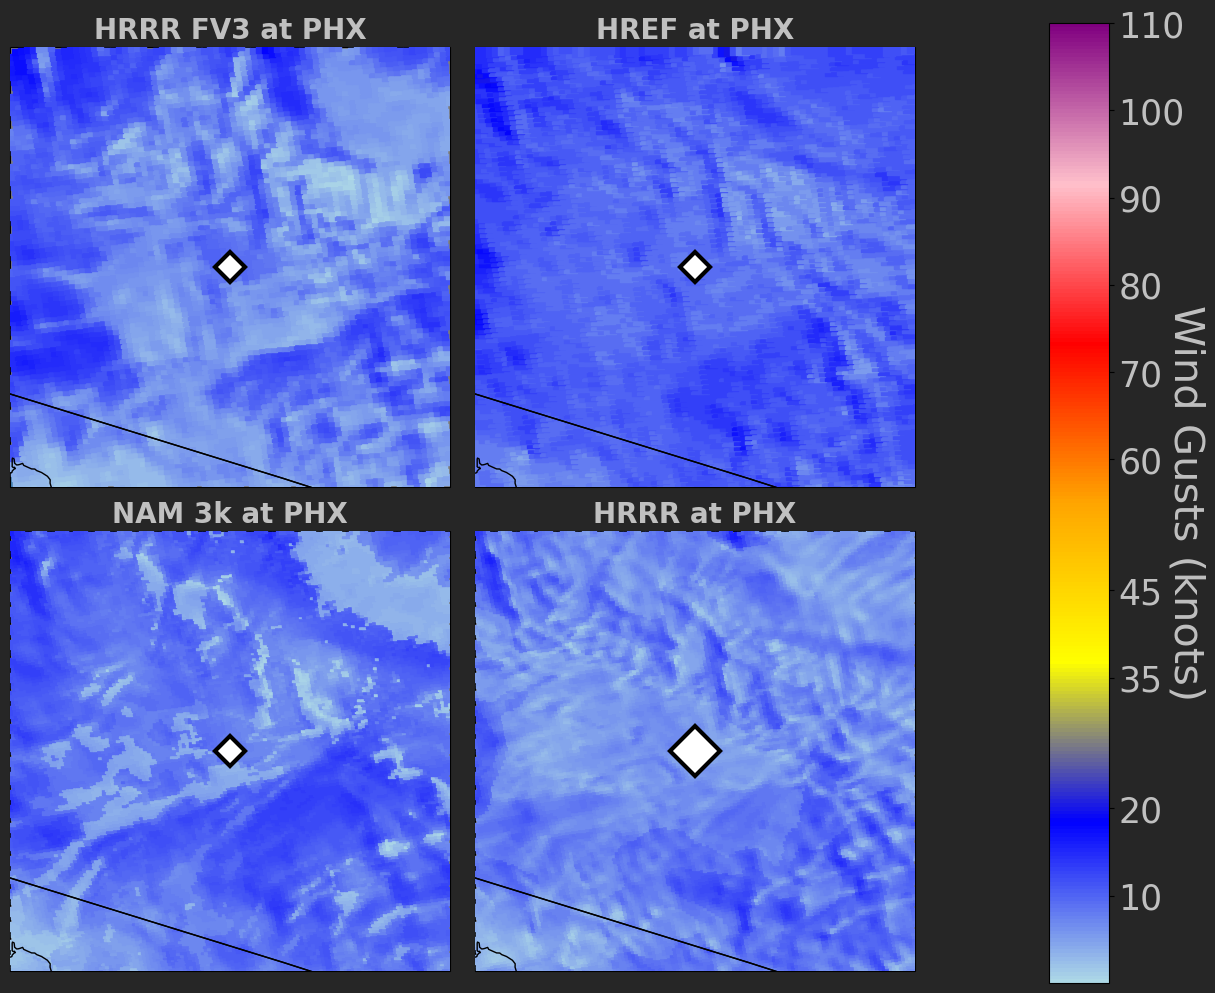 HRRR FV3 at PHX
HREF at PHX
NAM 3k at PHX
HRRR at PHX
110
100
90
80
70
60
45
35
20
10
Wind Gusts (knots)